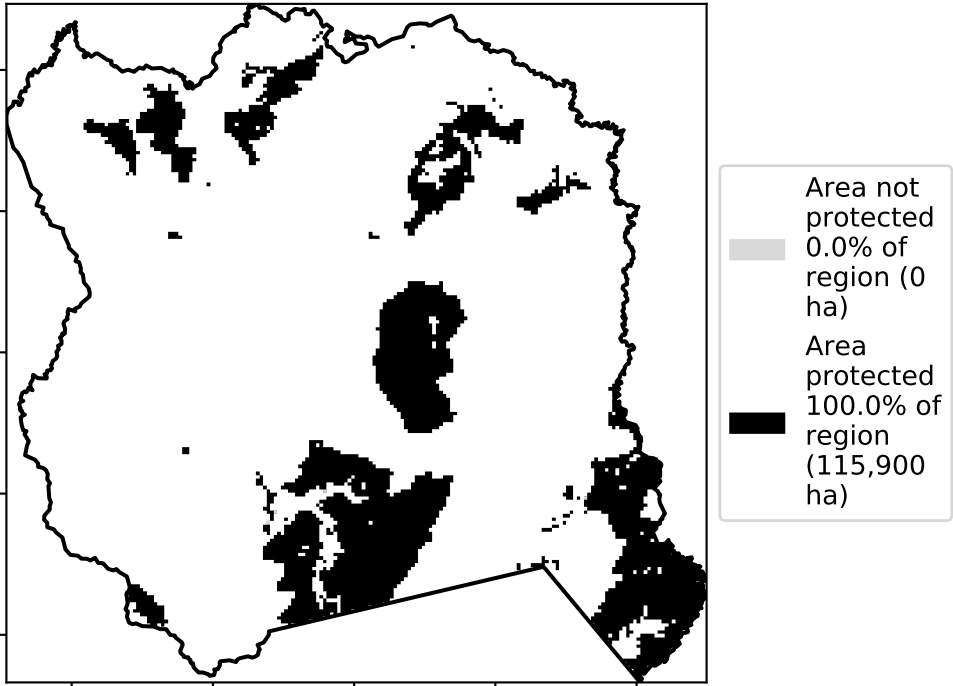 Area not
protected
0.0% of
region (0
ha)
Area
protected
100.0% of
region
(115,900
ha)